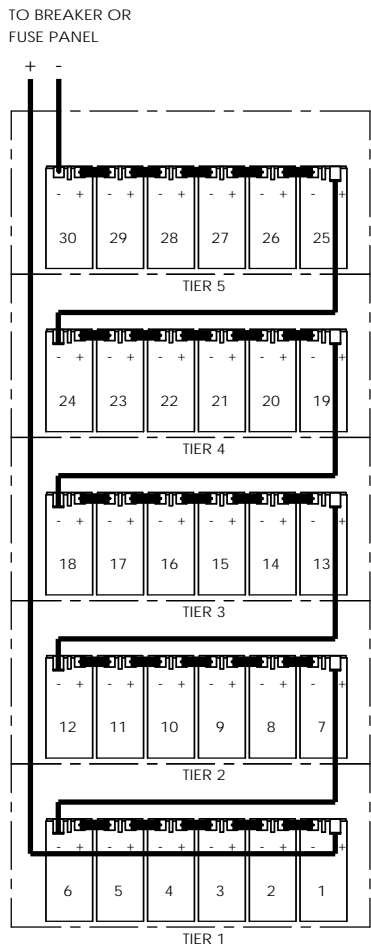 TO BREAKER OR
FUSE PANEL
+ -
- + - + - + - + - + - +
30 29 28 27 26 25
TIER 5
- + - + - + - + - + - +
24 23 22 21 20 19
TIER 4
- + - + - + - + - + - +
18 17 16 15 14 13
TIER 3
- + - + - + - + - + - +
12 11 10 9 8 7
TIER 2
- + - + - + - + - + - +
6 5 4 3 2 1
TIER 1